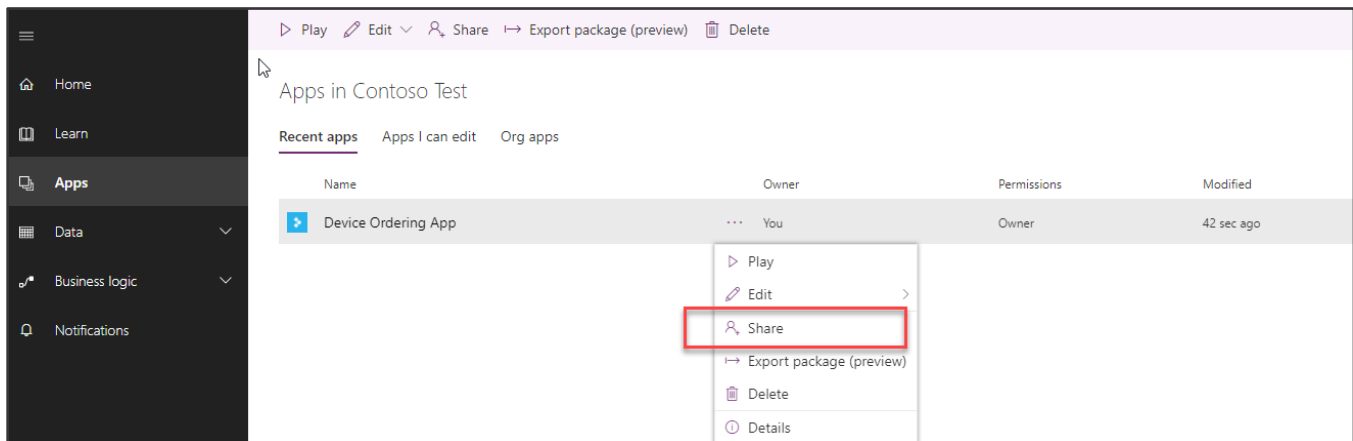 Play Edit Share Export package (preview) Delete
Home
Apps in Contoso Test
Learn
Recent apps Apps I can edit Org apps
Apps
Name Owner Permissions Modified
Device Ordering App ... You Owner 42 sec ago
Data
Play
Business logic
Edit
Notifications
Share
Export package (preview)
Delete
Details